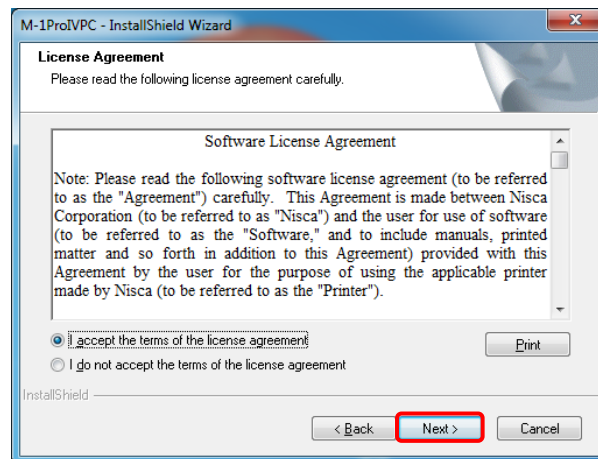 M-1ProIVPC - InstallShield Wizard
License Agreement
Please read the following license agreement carefully.
Software License Agreement
Note: Please read the following software license agreement (to be referred
to as the "Agreement") carefully. This Agreement is made between Nisca
Corporation (to be referred to as "Nisca") and the user for use of software
(to be referred to as the "Software," and to include manuals, printed
matter and so forth in addition to this Agreement) provided with this
Agreement by the user for the purpose of using the applicable printer
made by Nisca (to be referred to as the "Printer").
I accept the terms of the license agreement
Print
I do not accept the terms of the license agreement
InstallShield
< Back
Next >
Cancel